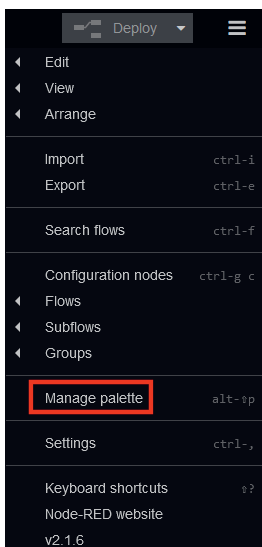 Deploy
Edit
View
Arrange
Import ctrl-i
Export ctrl-e
Search flows ctrl-f
Configuration nodes ctrl-g c
Flows
Subflows
Groups
Manage palette alt-⇧p
Settings ctrl-,
Keyboard shortcuts ⇧?
Node-RED website
v2.1.6